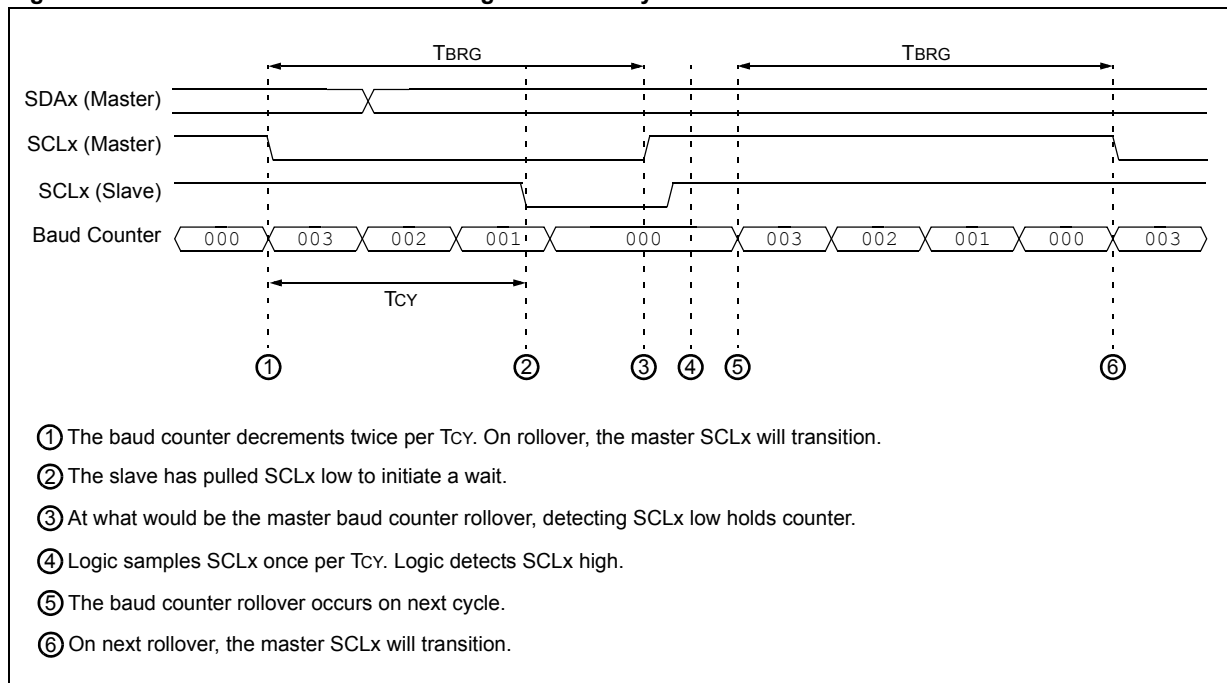 TBRG TBRG
SDAx (Master)
SCLx (Master)
SCLx (Slave)
Baud Counter 000 003 002 001 000 003 002 001 000 003
TCY
1 2 3 4 5 6
① The baud counter decrements twice per TCY. On rollover, the master SCLx will transition.
② The slave has pulled SCLx low to initiate a wait.
③ At what would be the master baud counter rollover, detecting SCLx low holds counter.
④ Logic samples SCLx once per TCY. Logic detects SCLx high.
⑤ The baud counter rollover occurs on next cycle.
⑥ On next rollover, the master SCLx will transition.